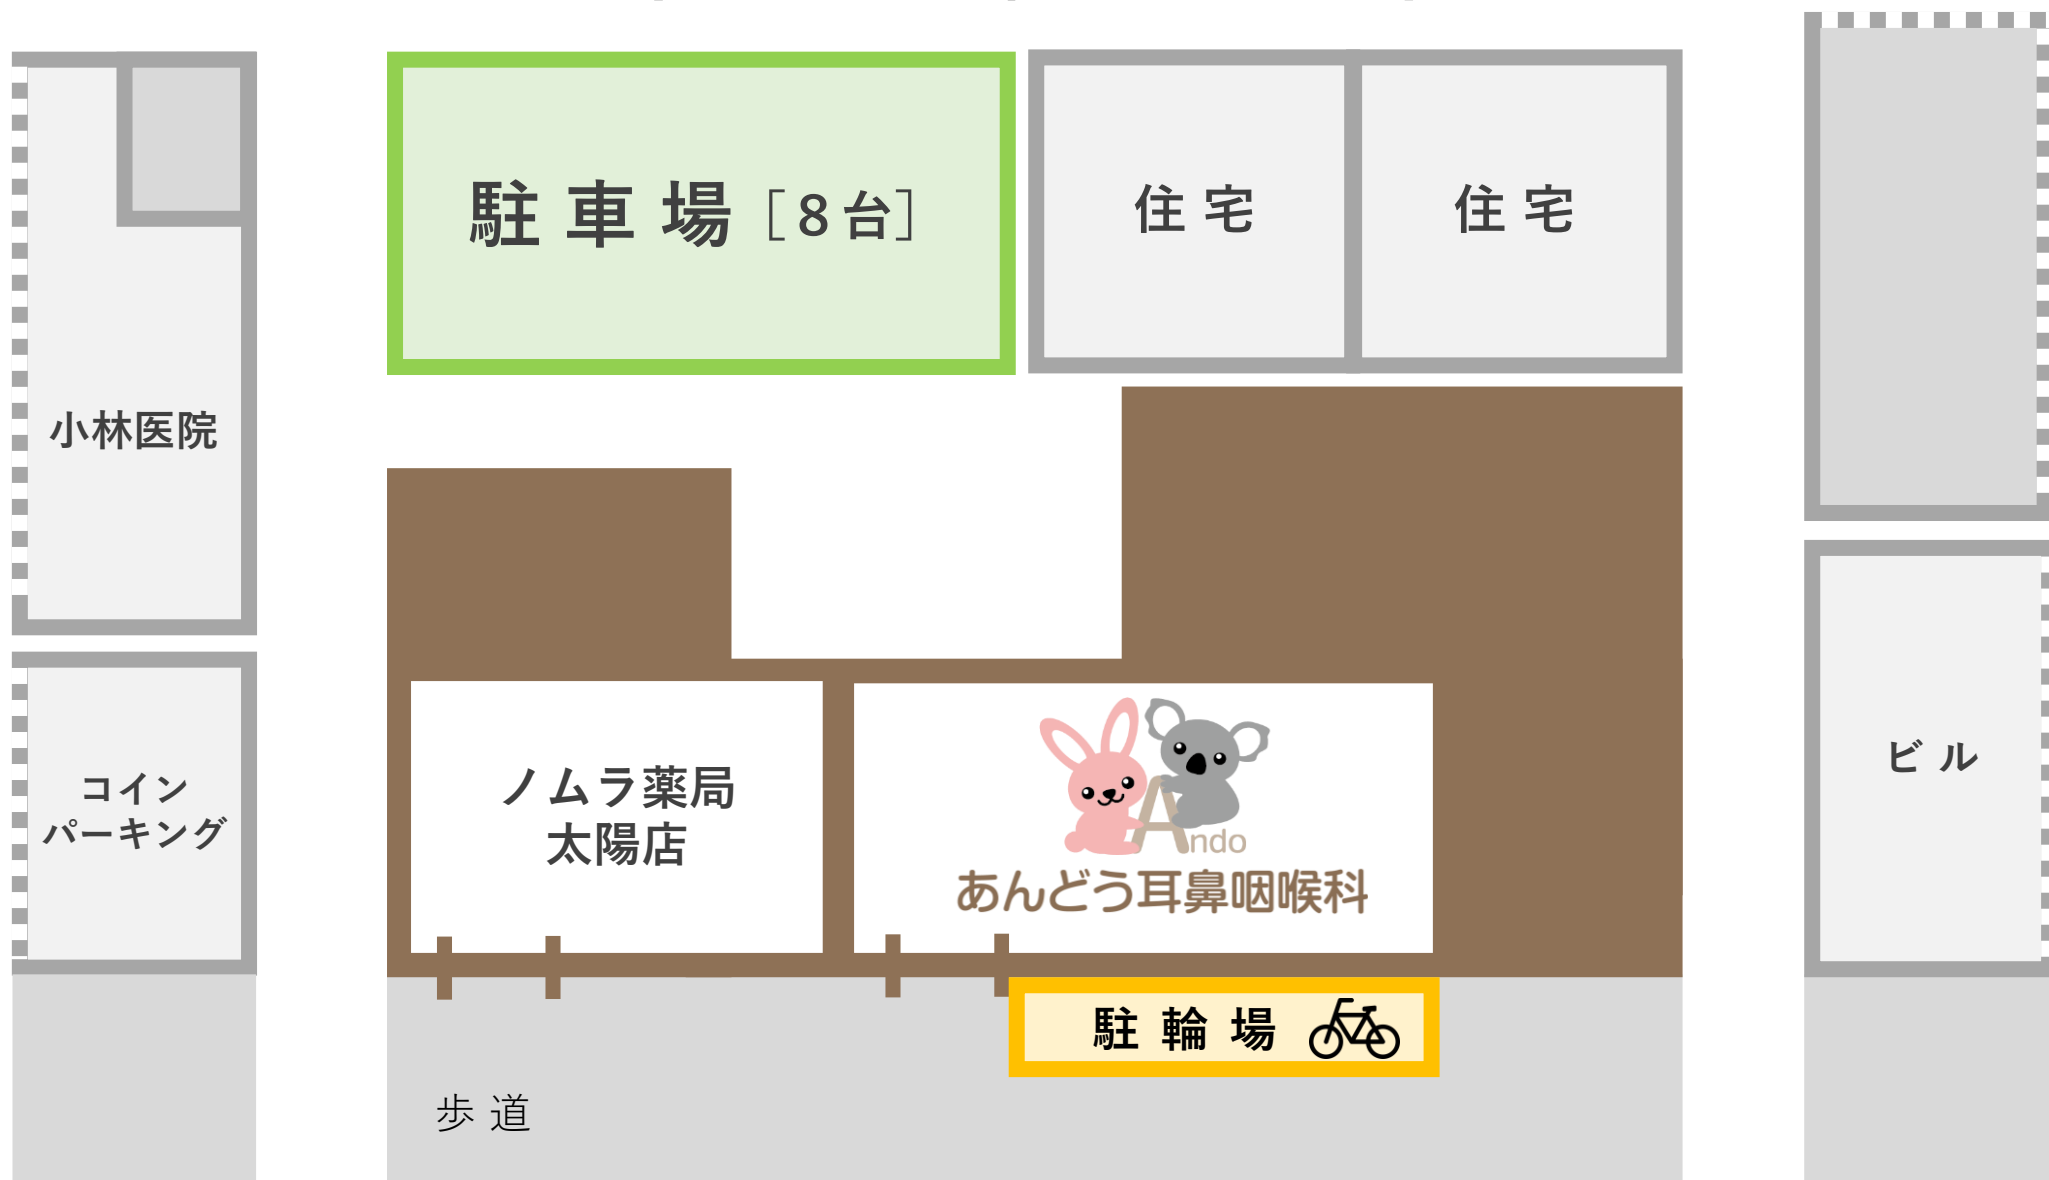 駐車場［8台］
住宅
住宅
小林医院
コイン
パーキング
ノムラ薬局
太陽店
Ando
あんどう耳鼻咽喉科
ビル
駐輪場
歩道